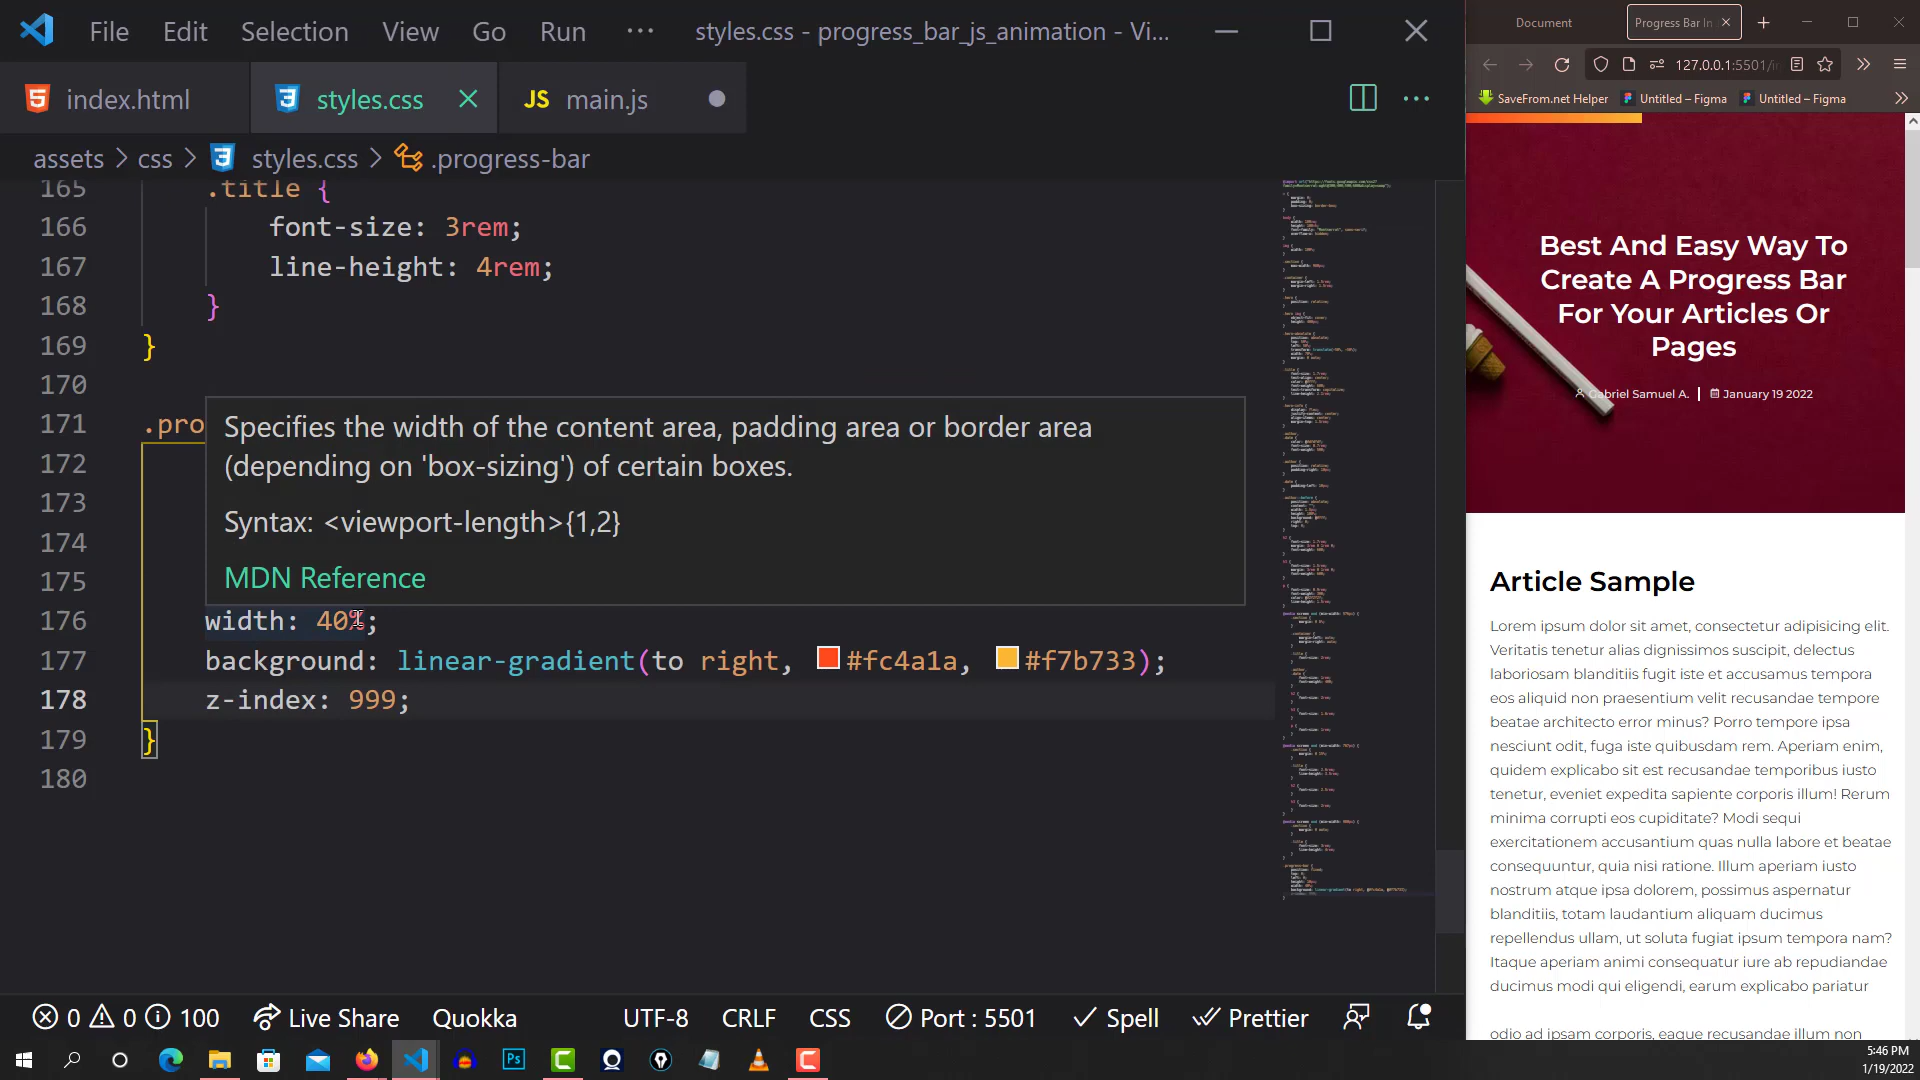 File Edit Selection View Go Run ··· styles.css - progress_bar_js_animation - Vi...
index.html styles.css JS main.js
assets > css > styles.css > .progress-bar
165 .title {
166 font-size: 3rem;
167 line-height: 4rem;
168 }
169 }
170
171 .pro
172
173
174
175
Specifies the width of the content area, padding area or border area
(depending on 'box-sizing') of certain boxes.
Syntax: <viewport-length>{1,2}
MDN Reference
176 width: 40%;
177 background: linear-gradient(to right, #fc4a1a, #f7b733);
178 z-index: 999;
179 }
180
0 0 100 Live Share Quokka UTF-8 CRLF CSS Port : 5501 Spell Prettier
Document Progress Bar In
127.0.0.1:5501/i
SaveFrom.net Helper Untitled – Figma Untitled – Figma
Best And Easy Way To
Create A Progress Bar
For Your Articles Or
Pages
Gabriel Samuel A. January 19 2022
Article Sample
Lorem ipsum dolor sit amet, consectetur adipisicing elit.
Veritatis tenetur alias dignissimos suscipit, delectus
laboriosam blanditiis fugit iste et accusamus tempora
eos aliquid non praesentium velit recusandae tempore
beatae architecto error minus? Porro tempore ipsa
nesciunt odit, fuga iste quibusdam rem. Aperiam enim,
quidem explicabo sit est recusandae temporibus iusto
tenetur, eveniet expedita sapiente corporis illum! Rerum
minima corrupti eos cupiditate? Modi sequi
exercitationem accusantium quas nulla labore et beatae
consequuntur, quia nisi ratione. Illum aperiam iusto
nostrum atque ipsa dolorem, possimus aspernatur
blanditiis, totam laudantium aliquam ducimus
repellendus ullam, ut soluta fugiat ipsum tempora nam?
Itaque aperiam animi consequatur iure ab repudiandae
ducimus modi qui eligendi, earum explicabo pariatur
odio ad ipsam corporis, eaque recusandae illum non
Ps
5:46 PM
1/19/2022